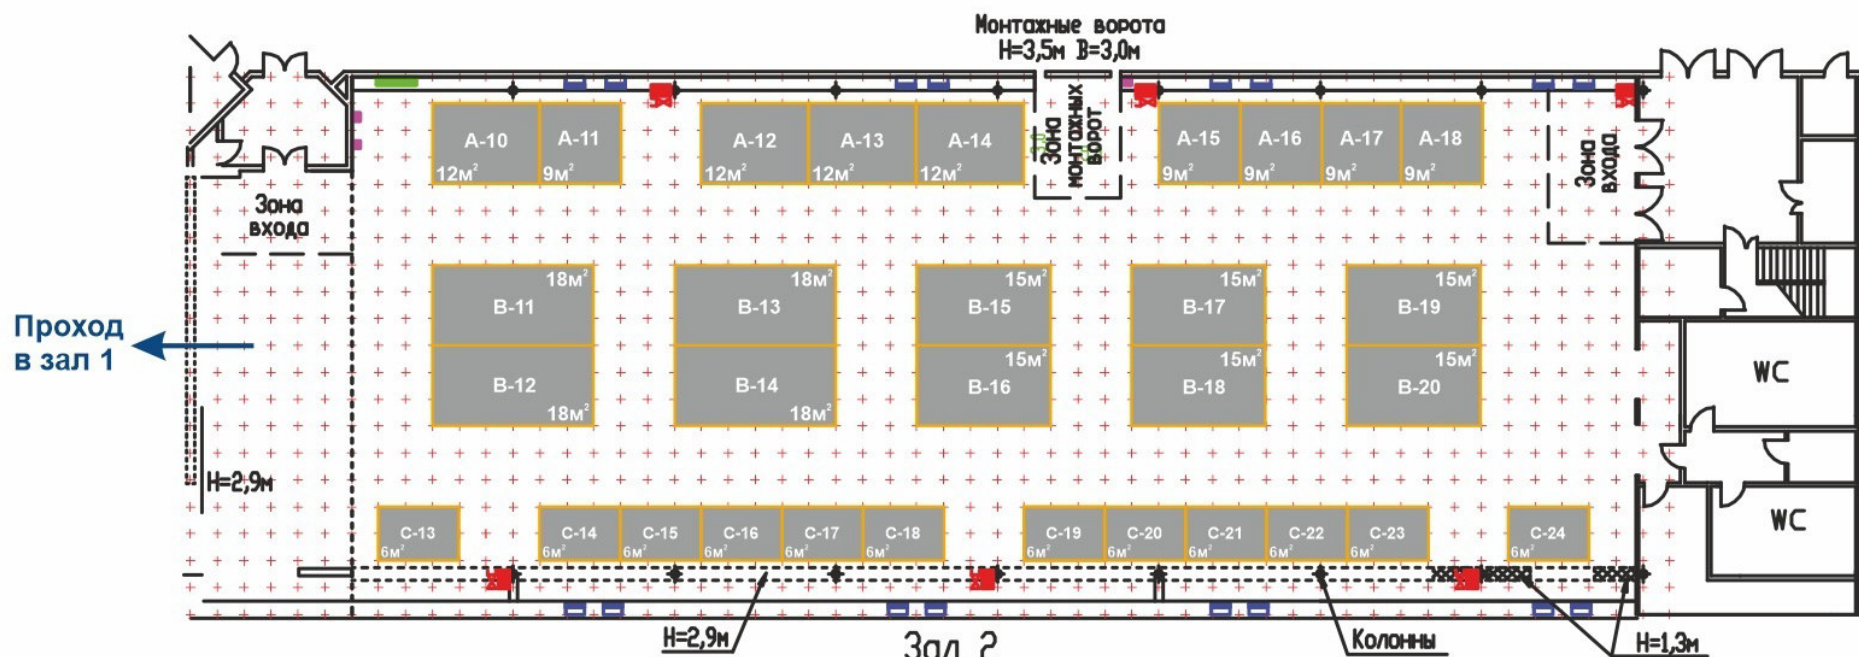 Монтажные ворота
Н=3,5м В=3,0м
А-10
12м²
А-11
9м²
А-12
12м²
А-13
12м²
А-14
12м²
Зона
монтажных
ворот
А-15
9м²
А-16
9м²
А-17
9м²
А-18
9м²
Зона
входа
Зона
входа
18м²
В-11
18м²
В-13
15м²
В-15
15м²
В-17
15м²
В-19
Проход
в зал 1
В-12
18м²
В-14
18м²
15м²
В-16
15м²
В-18
15м²
В-20
WC
Н=2,9м
С-13
6м²
С-14
6м²
С-15
6м²
С-16
6м²
С-17
6м²
С-18
6м²
С-19
6м²
С-20
6м²
С-21
6м²
С-22
6м²
С-23
6м²
С-24
6м²
WC
Н=2,9м
Зал 2
Колонны
Н=1,3м